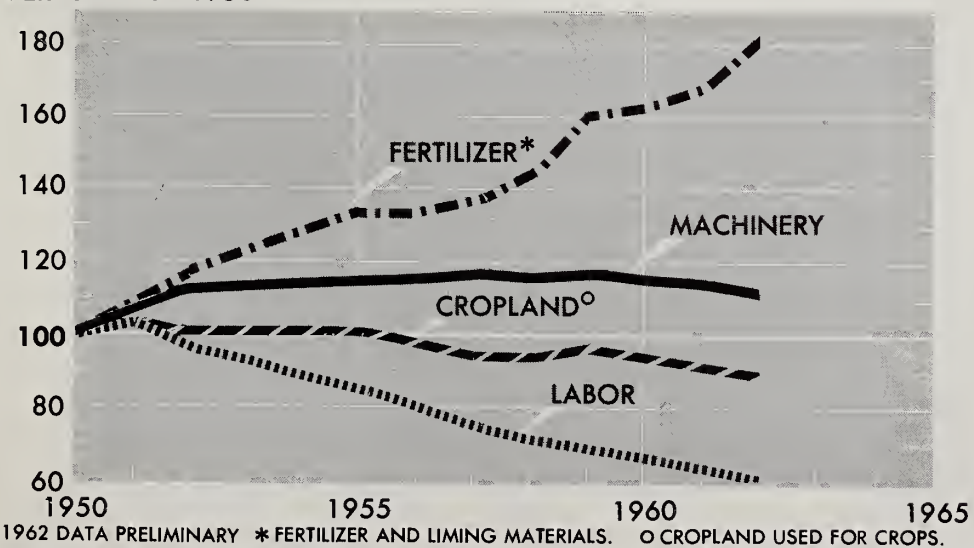 180
160
FERTILIZER*
140
MACHINERY
120
CROPLAND°
100
LABOR
80
60
1950 1955 1960 1965
1962 DATA PRELIMINARY * FERTILIZER AND LIMING MATERIALS. O CROPLAND USED FOR CROPS.